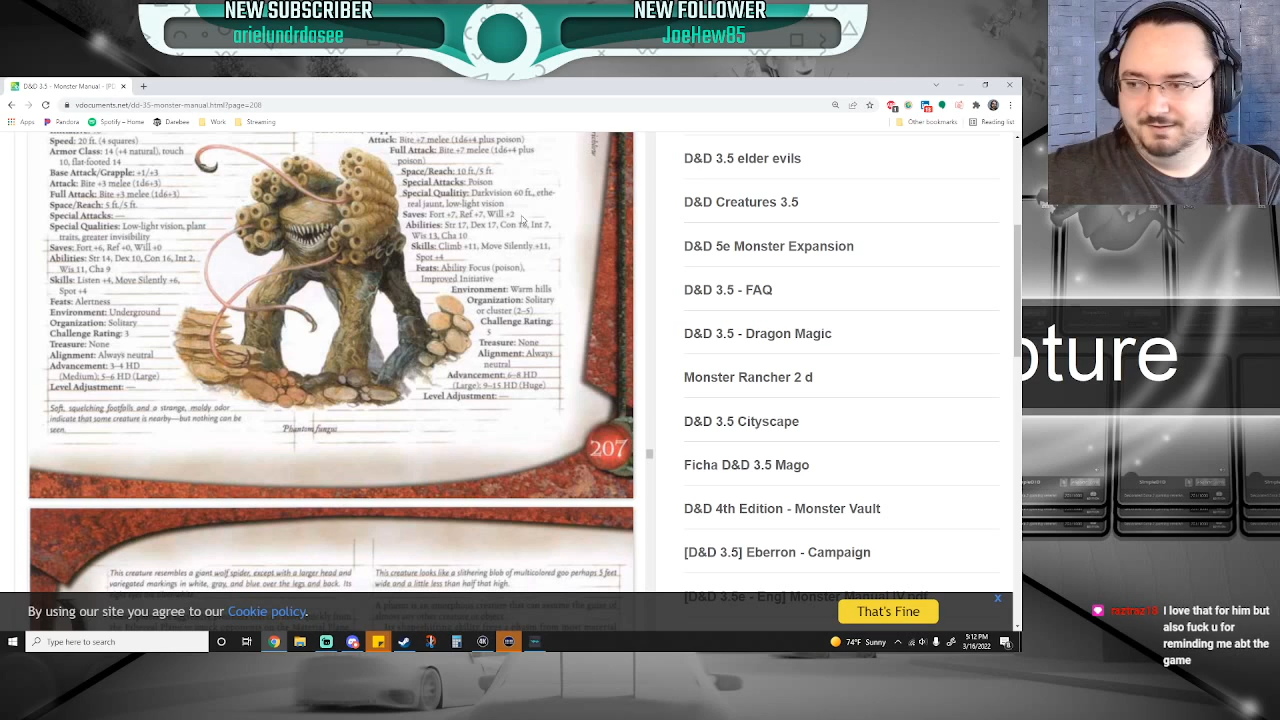 NEW SUBSCRIBER
arielundrdasee
NEW FOLLOWER
JoeHew85
D&D 3.5 - Monster Manual - [P
vdocuments.net/dd-35-monster-manual.html?page=208
Apps
Pandora
Spotify – Home
Darebee
Work
Streaming
Other bookmarks
Reading list
Speed: 20 ft. (4 squares)
Armor Class: 14 (+4 natural), touch
10, flat-footed 14
Base Attack/Grapple: +1/+3
Attack: Bite +3 melee (1d6+3)
Full Attack: Bite +3 melee (1d6+3)
Space/Reach: 5 ft./5 ft.
Special Attacks: —
Special Qualities: Low-light vision, plant
traits, greater invisibility
Saves: Fort +6, Ref +0, Will +0
Abilities: Str 14, Dex 10, Con 16, Int 2,
Wis 11, Cha 9
Skills: Listen +4, Move Silently +6,
Spot +4
Feats: Alertness
Environment: Underground
Organization: Solitary
Challenge Rating: 3
Treasure: None
Alignment: Always neutral
Advancement: 3–4 HD
(Medium); 5–6 HD (Large)
Level Adjustment: —
Soft, squelching footfalls and a strange, moldy odor
indicate that some creature is nearby—but nothing can be
seen.
Attack: Bite +7 melee (1d6+4 plus poison)
Full Attack: Bite +7 melee (1d6+4 plus
poison)
Space/Reach: 10 ft./5 ft.
Special Attacks: Poison
Special Qualitiy: Darkvision 60 ft., ethe-
real jaunt, low-light vision
Saves: Fort +7, Ref +7, Will +2
Abilities: Str 17, Dex 17, Con 16, Int 7,
Wis 13, Cha 10
Skills: Climb +11, Move Silently +11,
Spot +4
Feats: Ability Focus (poison),
Improved Initiative
Environment: Warm hills
Organization: Solitary
or cluster (2–5)
Challenge Rating:
5
Treasure: None
Alignment: Always
neutral
Advancement: 6–8 HD
(Large); 9–15 HD (Huge)
Level Adjustment: —
Phantom fungus
207
This creature resembles a giant wolf spider, except with a larger head and
variegated markings in white, gray, and blue over the legs and back. Its
This creature looks like a slithering blob of multicolored goo perhaps 5 feet
wide and a little less than half that high.
D&D 3.5 elder evils
D&D Creatures 3.5
D&D 5e Monster Expansion
D&D 3.5 - FAQ
D&D 3.5 - Dragon Magic
Monster Rancher 2 d
D&D 3.5 Cityscape
Ficha D&D 3.5 Mago
D&D 4th Edition - Monster Vault
[D&D 3.5] Eberron - Campaign
[D&D 3.5e - Eng] Monster Manual IV.pdf
By using our site you agree to our Cookie policy.
That's Fine
x
Type here to search
74°F Sunny
5:12 PM
3/16/2022
pture
raztraz18 I love that for him but
also fuck u for
reminding me abt the
game